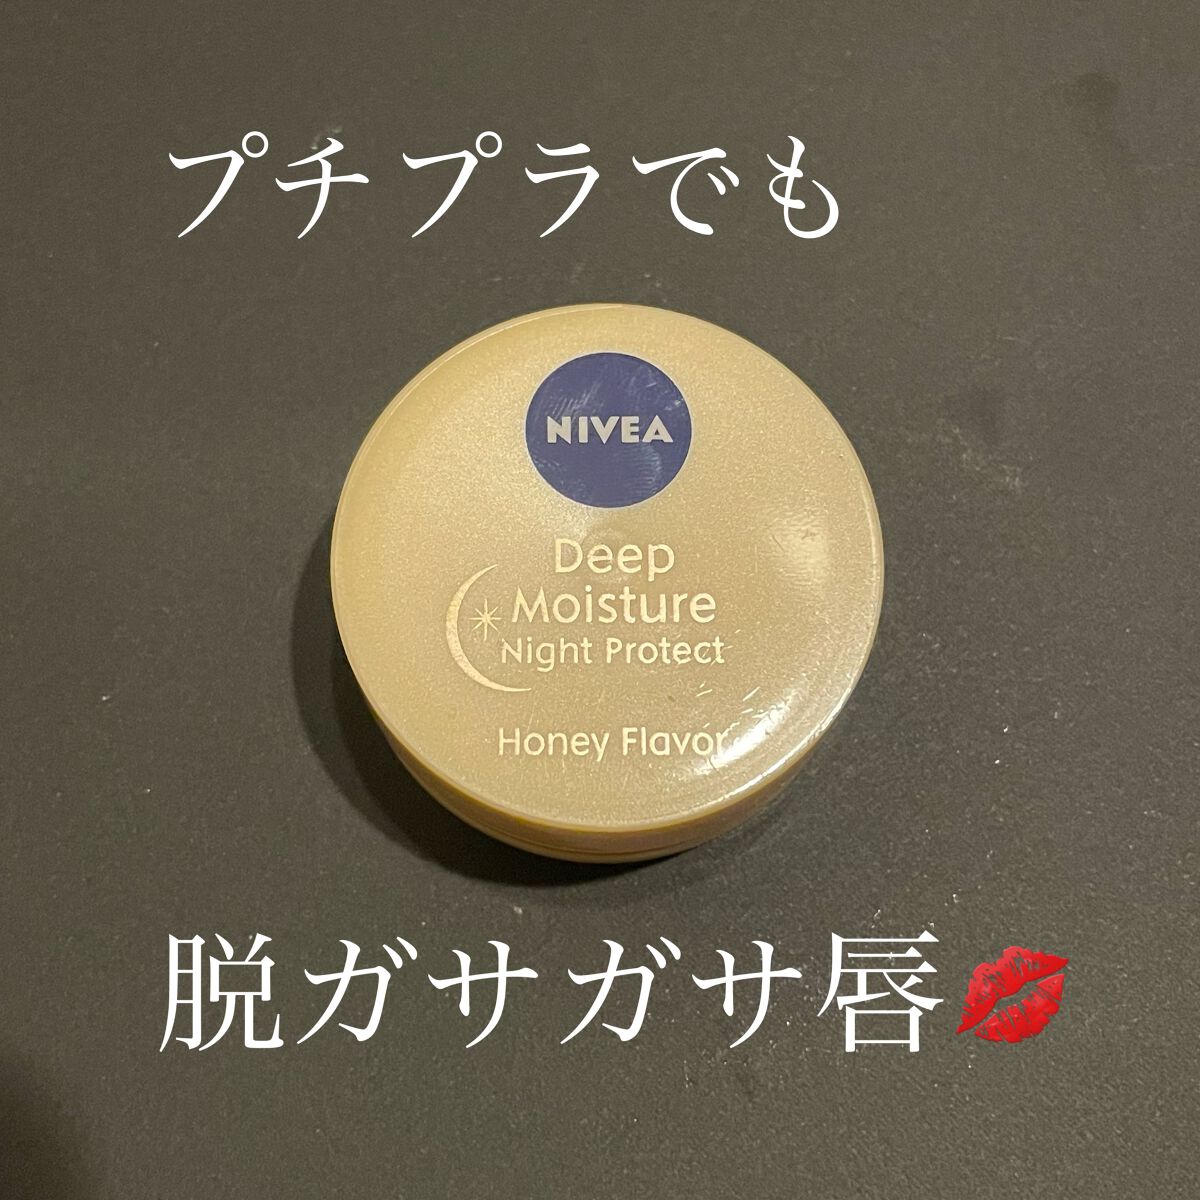 プチプラでも
NIVEA
Deep
Moisture
Night Protect
Honey Flavor
脱ガサガサ唇💋